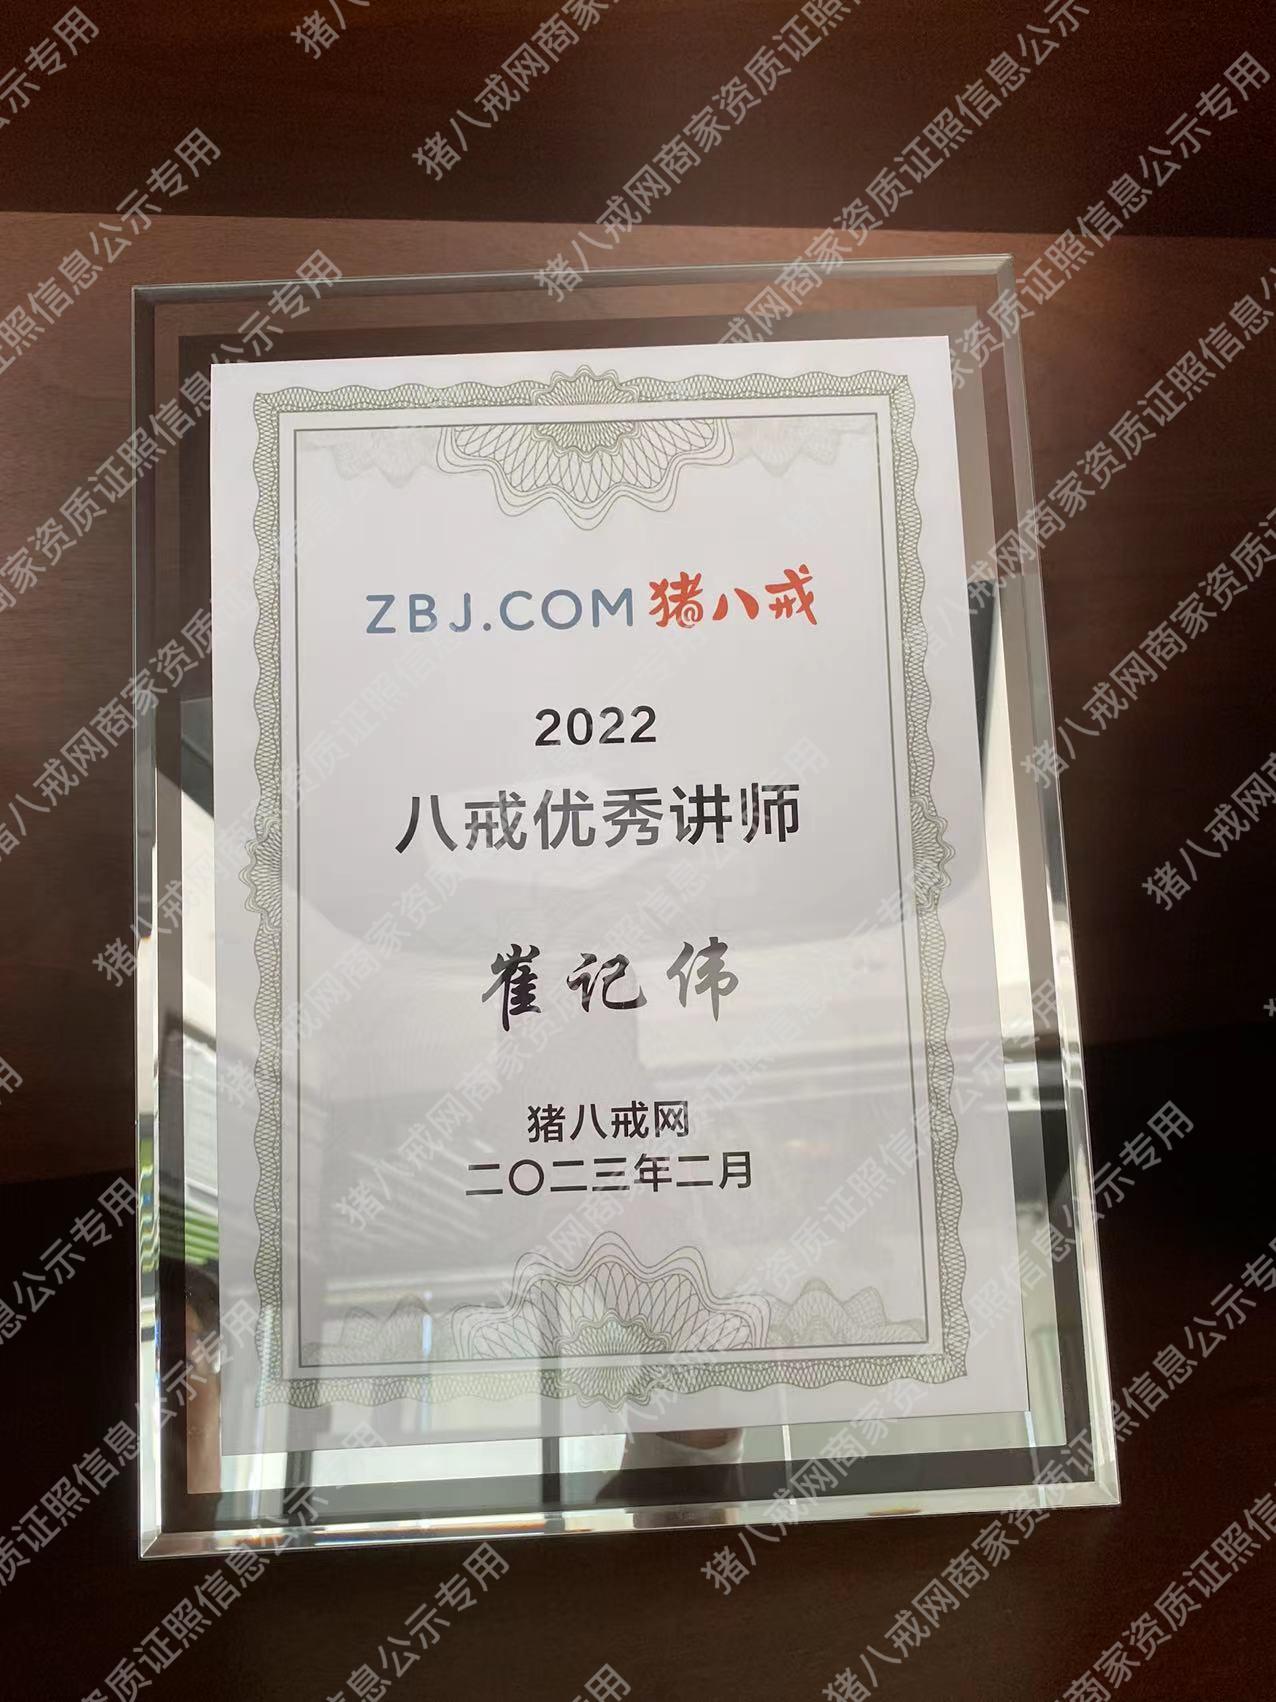 ZBJ.COM 猪八戒
2022
八戒优秀讲师
崔记伟
猪八戒网
二〇二三年二月
猪八戒网商家资质证照信息公示专用